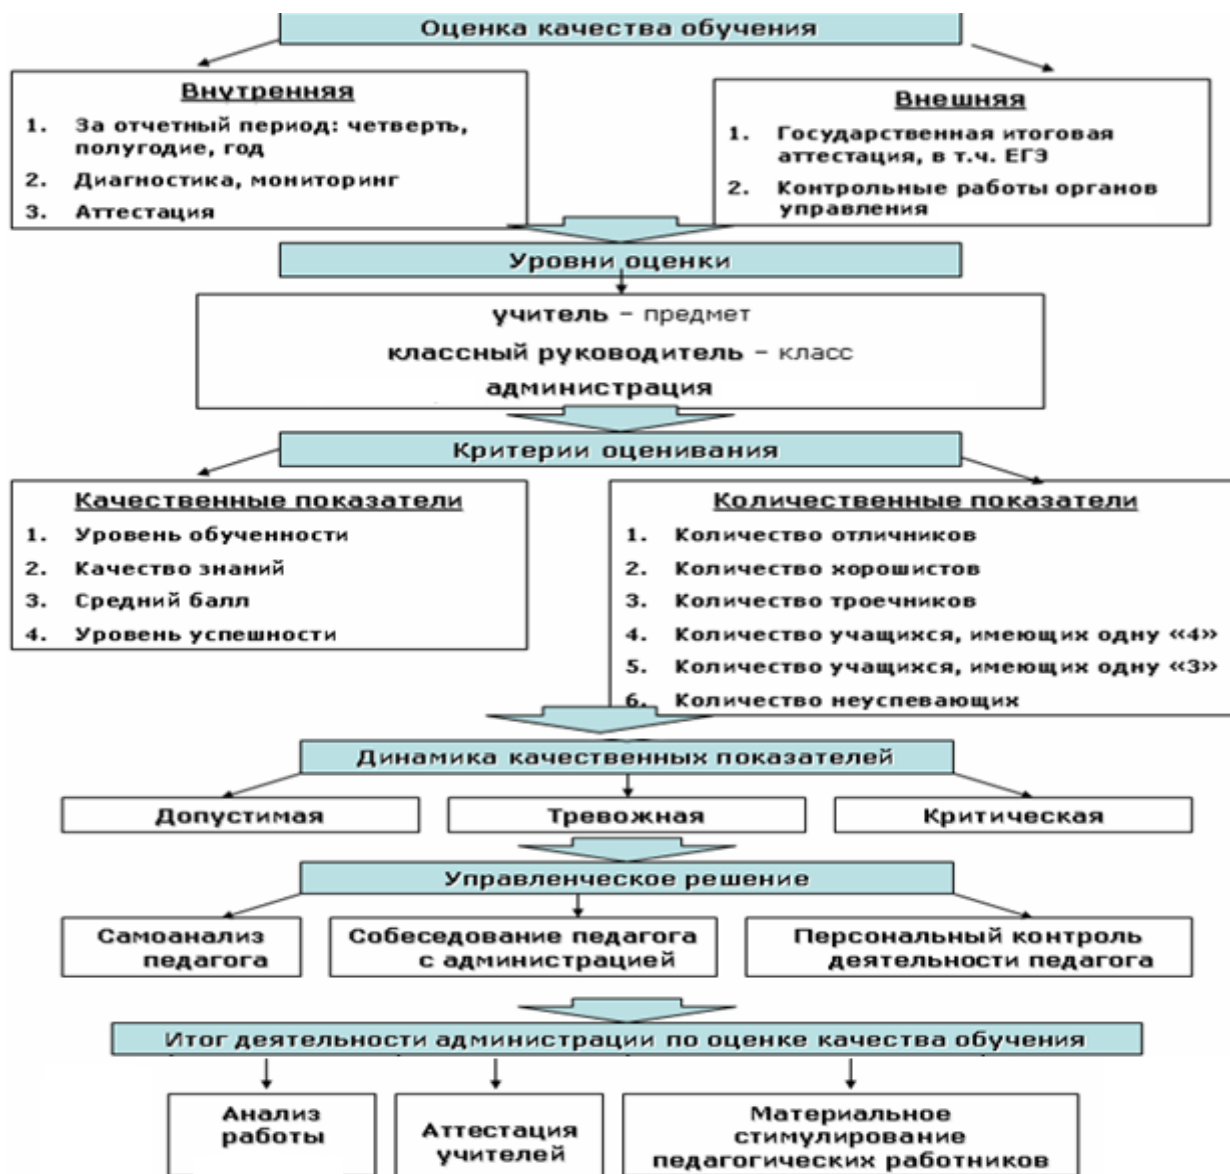 Оценка качества обучения
Внутренняя
1. За отчетный период: четверть,
полугодие, год
2. Диагностика, мониторинг
3. Аттестация
Внешняя
1. Государственная итоговая
аттестация, в т.ч. ЕГЭ
2. Контрольные работы органов
управления
Уровни оценки
учитель – предмет
классный руководитель – класс
администрация
Критерии оценивания
Качественные показатели
1. Уровень обученности
2. Качество знаний
3. Средний балл
4. Уровень успешности
Количественные показатели
1. Количество отличников
2. Количество хорошистов
3. Количество троечников
4. Количество учащихся, имеющих одну «4»
5. Количество учащихся, имеющих одну «3»
6. Количество неуспевающих
Динамика качественных показателей
Допустимая
Тревожная
Критическая
Управленческое решение
Самоанализ
педагога
Собеседование педагога
с администрацией
Персональный контроль
деятельности педагога
Итог деятельности администрации по оценке качества обучения
Анализ
работы
Аттестация
учителей
Материальное
стимулирование
педагогических работников